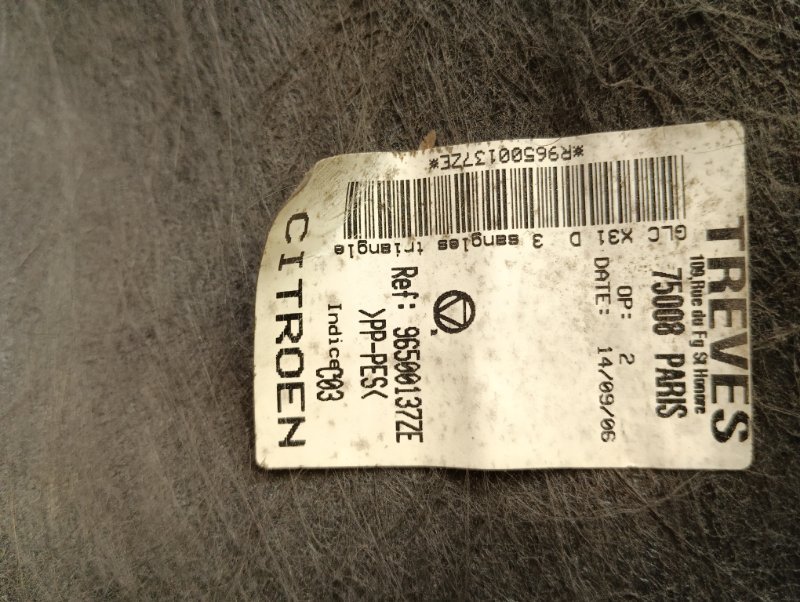 TREVES
109,Rue du Fg St Honore
75008 PARIS
OP: 2
DATE: 14/09/06
GLC X31 D 3 sangles triangle
*R96500137ZE*
Ref: 96500137ZE
>PP-PES<
Indice C03
CITROEN